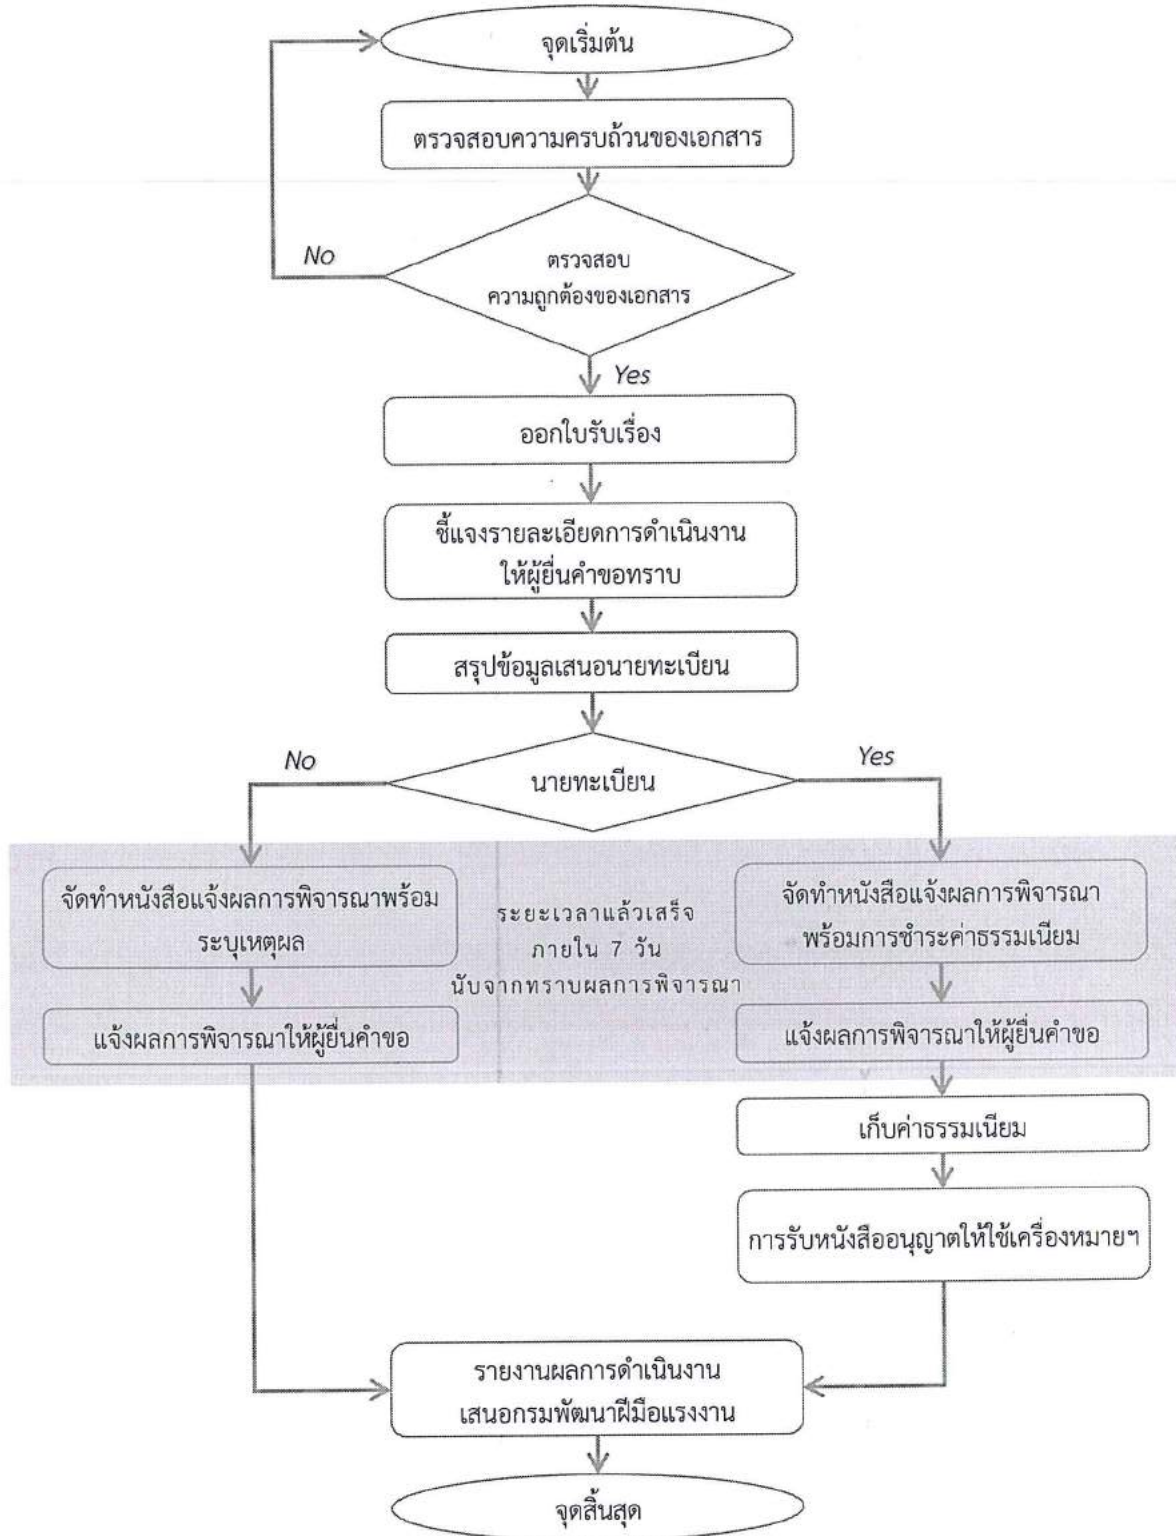 จุดเริ่มต้น
ตรวจสอบความครบถ้วนของเอกสาร
No
ตรวจสอบ
ความถูกต้องของเอกสาร
Yes
ออกใบรับเรื่อง
ชี้แจงรายละเอียดการดำเนินงาน
ให้ผู้ยื่นคำขอทราบ
สรุปข้อมูลเสนอนายทะเบียน
No
นายทะเบียน
Yes
จัดทำหนังสือแจ้งผลการพิจารณาพร้อม
ระบุเหตุผล
ระยะเวลาแล้วเสร็จ
ภายใน 7 วัน
นับจากทราบผลการพิจารณา
จัดทำหนังสือแจ้งผลการพิจารณา
พร้อมการชำระค่าธรรมเนียม
แจ้งผลการพิจารณาให้ผู้ยื่นคำขอ
แจ้งผลการพิจารณาให้ผู้ยื่นคำขอ
เก็บค่าธรรมเนียม
การรับหนังสืออนุญาตให้ใช้เครื่องหมายฯ
รายงานผลการดำเนินงาน
เสนอกรมพัฒนาฝีมือแรงงาน
จุดสิ้นสุด